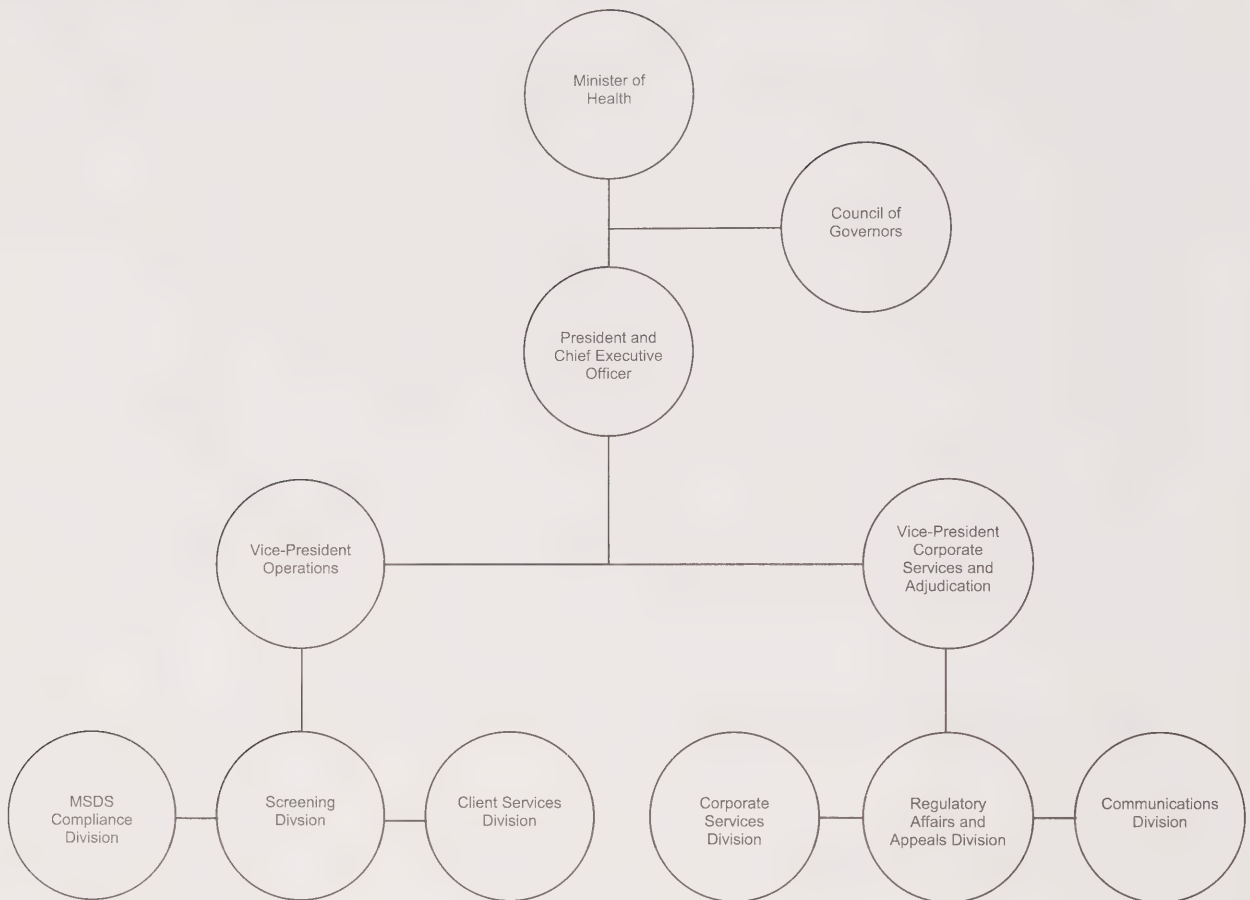 Minister of
Health
Council of
Governors
President and
Chief Executive
Officer
Vice-President
Operations
Vice-President
Corporate
Services and
Adjudication
MSDS
Compliance
Division
Screening
Divsion
Client Services
Division
Corporate
Services
Division
Regulatory
Affairs and
Appeals Division
Communications
Division